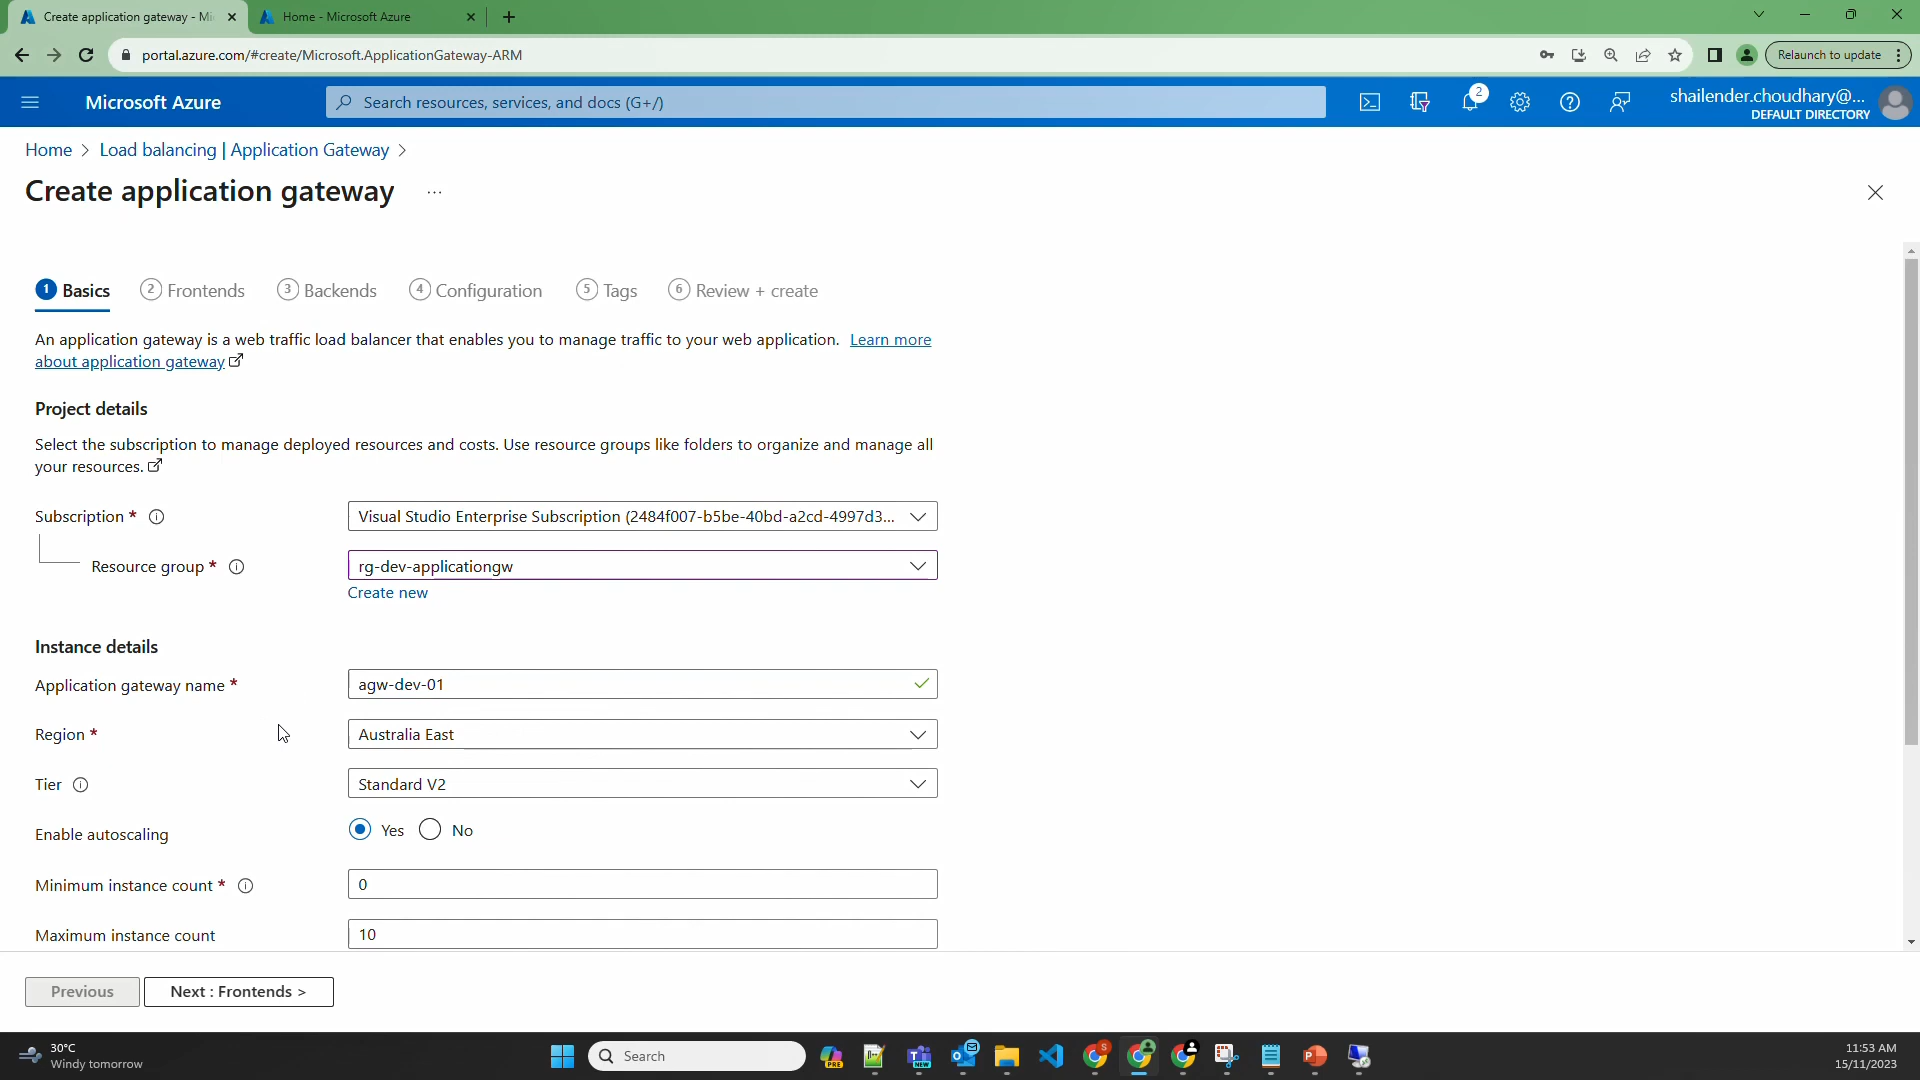 Create application gateway - Mi
Home - Microsoft Azure
portal.azure.com/#create/Microsoft.ApplicationGateway-ARM
Relaunch to update
Microsoft Azure
Search resources, services, and docs (G+/)
2
shailender.choudhary@...
DEFAULT DIRECTORY
Home > Load balancing | Application Gateway >
Create application gateway ...
1 Basics 2 Frontends 3 Backends 4 Configuration 5 Tags 6 Review + create
An application gateway is a web traffic load balancer that enables you to manage traffic to your web application. Learn more
about application gateway
Project details
Select the subscription to manage deployed resources and costs. Use resource groups like folders to organize and manage all
your resources.
Subscription * Visual Studio Enterprise Subscription (2484f007-b5be-40bd-a2cd-4997d3...
Resource group * rg-dev-applicationgw
Create new
Instance details
Application gateway name * agw-dev-01
Region * Australia East
Tier Standard V2
Enable autoscaling Yes No
Minimum instance count * 0
Maximum instance count 10
Previous Next : Frontends >
30°C
Windy tomorrow
Search
PRE
NEW
S
11:53 AM
15/11/2023